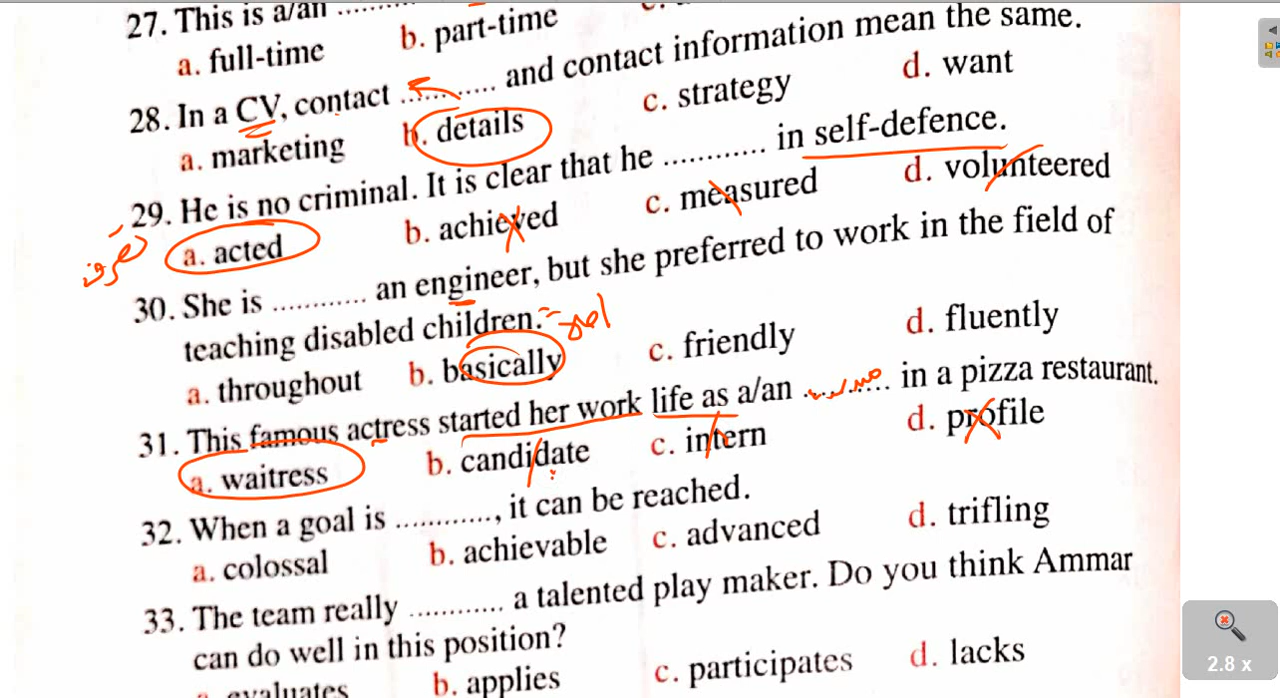 27. This is a/an ..........
a. full-time b. part-time c.
28. In a CV, contact .......... and contact information mean the same.
a. marketing b. details c. strategy d. want
29. He is no criminal. It is clear that he ............ in self-defence.
a. acted b. achieved c. measured d. volunteered
30. She is ............ an engineer, but she preferred to work in the field of
teaching disabled children.
a. throughout b. basically c. friendly d. fluently
31. This famous actress started her work life as a/an .......... in a pizza restaurant.
a. waitress b. candidate c. intern d. profile
32. When a goal is ............, it can be reached.
a. colossal b. achievable c. advanced d. trifling
33. The team really ............ a talented play maker. Do you think Ammar
can do well in this position?
a. evaluates b. applies c. participates d. lacks
2.8 x